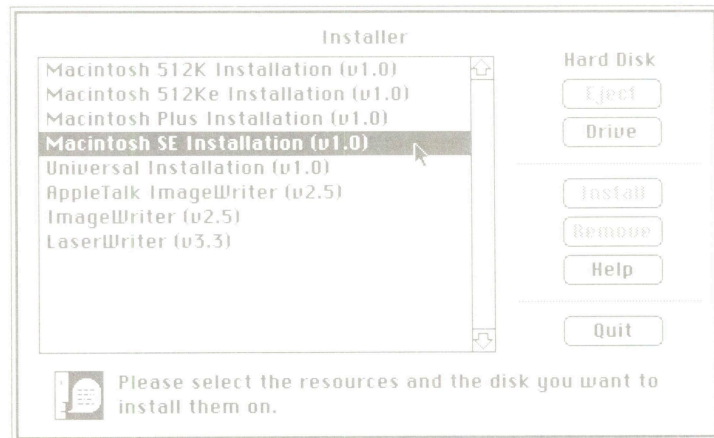 Installer
Macintosh 512K Installation (v1.0)
Macintosh 512Ke Installation (v1.0)
Macintosh Plus Installation (v1.0)
Macintosh SE Installation (v1.0)
Universal Installation (v1.0)
AppleTalk ImageWriter (v2.5)
ImageWriter (v2.5)
LaserWriter (v3.3)
Hard Disk
Eject
Drive
Install
Remove
Help
Quit
Please select the resources and the disk you want to
install them on.